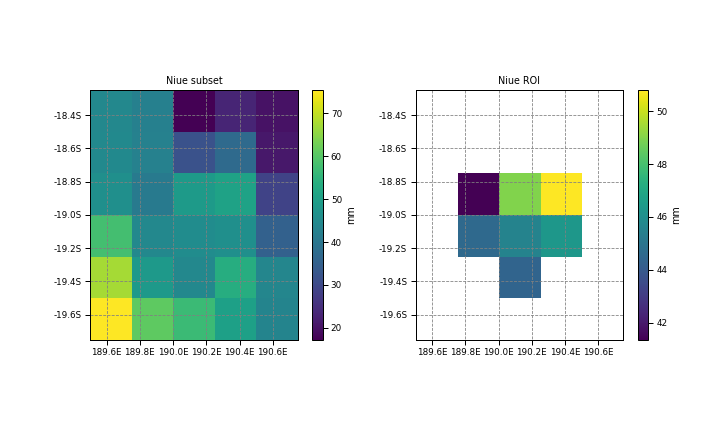 Niue subset
-18.4S
-18.6S
-18.8S
-19.0S
-19.2S
-19.4S
-19.6S
189.6E 189.8E 190.0E 190.2E 190.4E 190.6E
70
60
50
40
30
20
mm
Niue ROI
-18.4S
-18.6S
-18.8S
-19.0S
-19.2S
-19.4S
-19.6S
189.6E 189.8E 190.0E 190.2E 190.4E 190.6E
50
48
46
44
42
mm